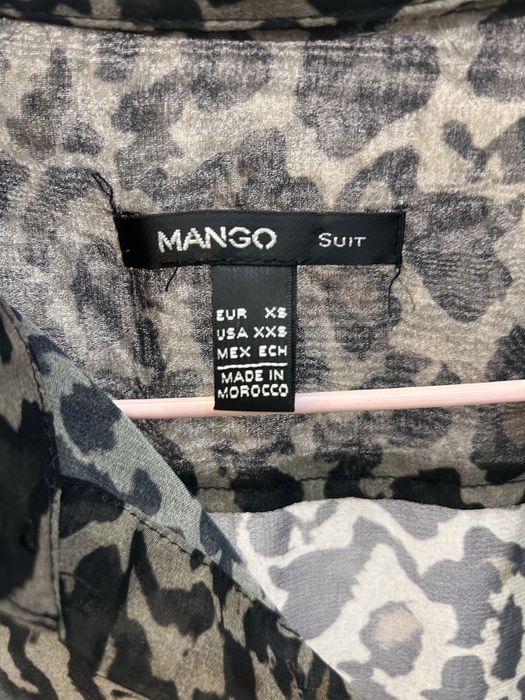 MANGO SUIT
EUR XS
USA XXS
MEX ECH
MADE IN
MOROCCO